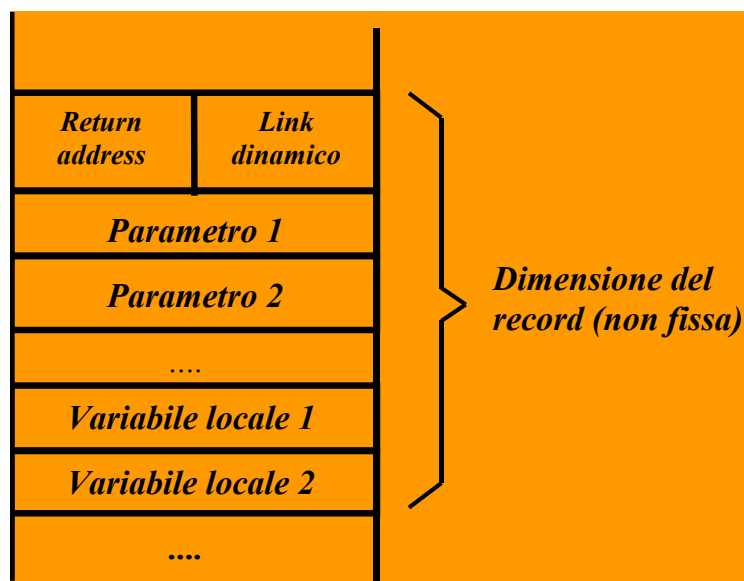 Return
address
Link
dinamico
Parametro 1
Parametro 2
....
Variabile locale 1
Variabile locale 2
....
Dimensione del
record (non fissa)